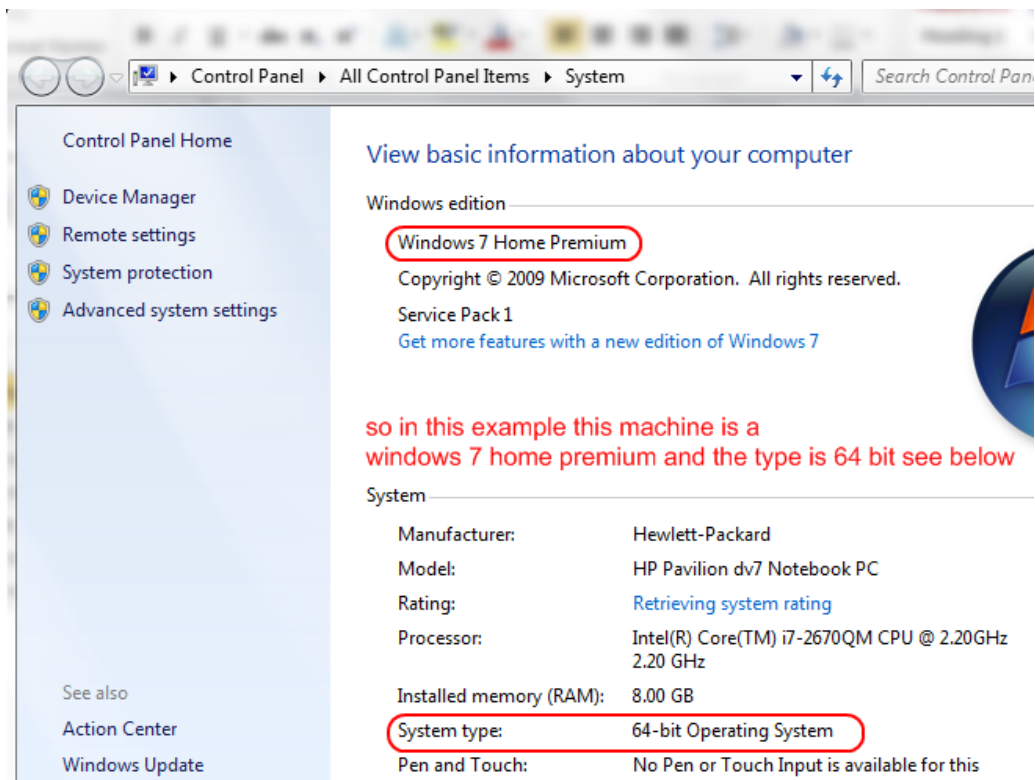 Control Panel ▸ All Control Panel Items ▸ System
Search Control Pan
Control Panel Home
Device Manager
Remote settings
System protection
Advanced system settings
See also
Action Center
Windows Update
View basic information about your computer
Windows edition
Windows 7 Home Premium
Copyright © 2009 Microsoft Corporation. All rights reserved.
Service Pack 1
Get more features with a new edition of Windows 7
so in this example this machine is a
windows 7 home premium and the type is 64 bit see below
System
Manufacturer: Hewlett-Packard
Model: HP Pavilion dv7 Notebook PC
Rating: Retrieving system rating
Processor: Intel(R) Core(TM) i7-2670QM CPU @ 2.20GHz
2.20 GHz
Installed memory (RAM): 8.00 GB
System type: 64-bit Operating System
Pen and Touch: No Pen or Touch Input is available for this